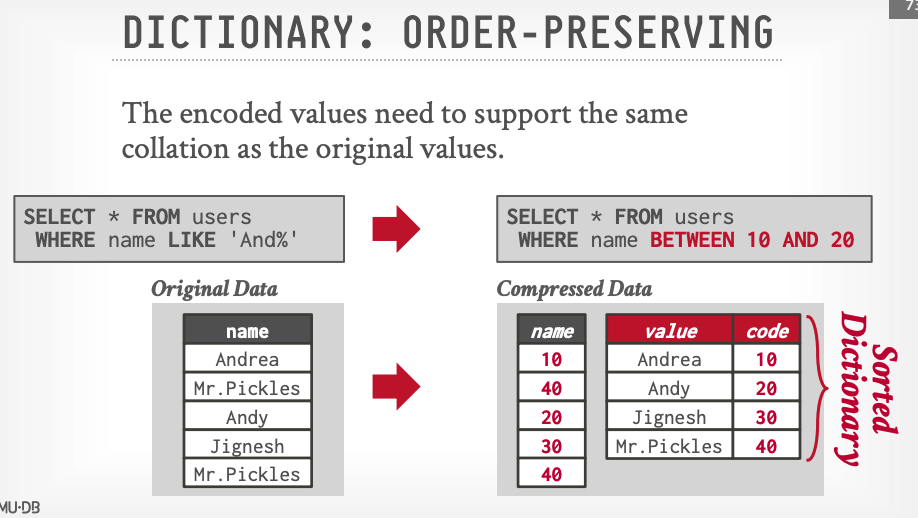 73
DICTIONARY: ORDER-PRESERVING
The encoded values need to support the same
collation as the original values.
SELECT * FROM users
WHERE name LIKE 'And%'
SELECT * FROM users
WHERE name BETWEEN 10 AND 20
Original Data
name
Andrea
Mr.Pickles
Andy
Jignesh
Mr.Pickles
Compressed Data
name
10
40
20
30
40
value code
Andrea 10
Andy 20
Jignesh 30
Mr.Pickles 40
Sorted
Dictionary
MU·DB